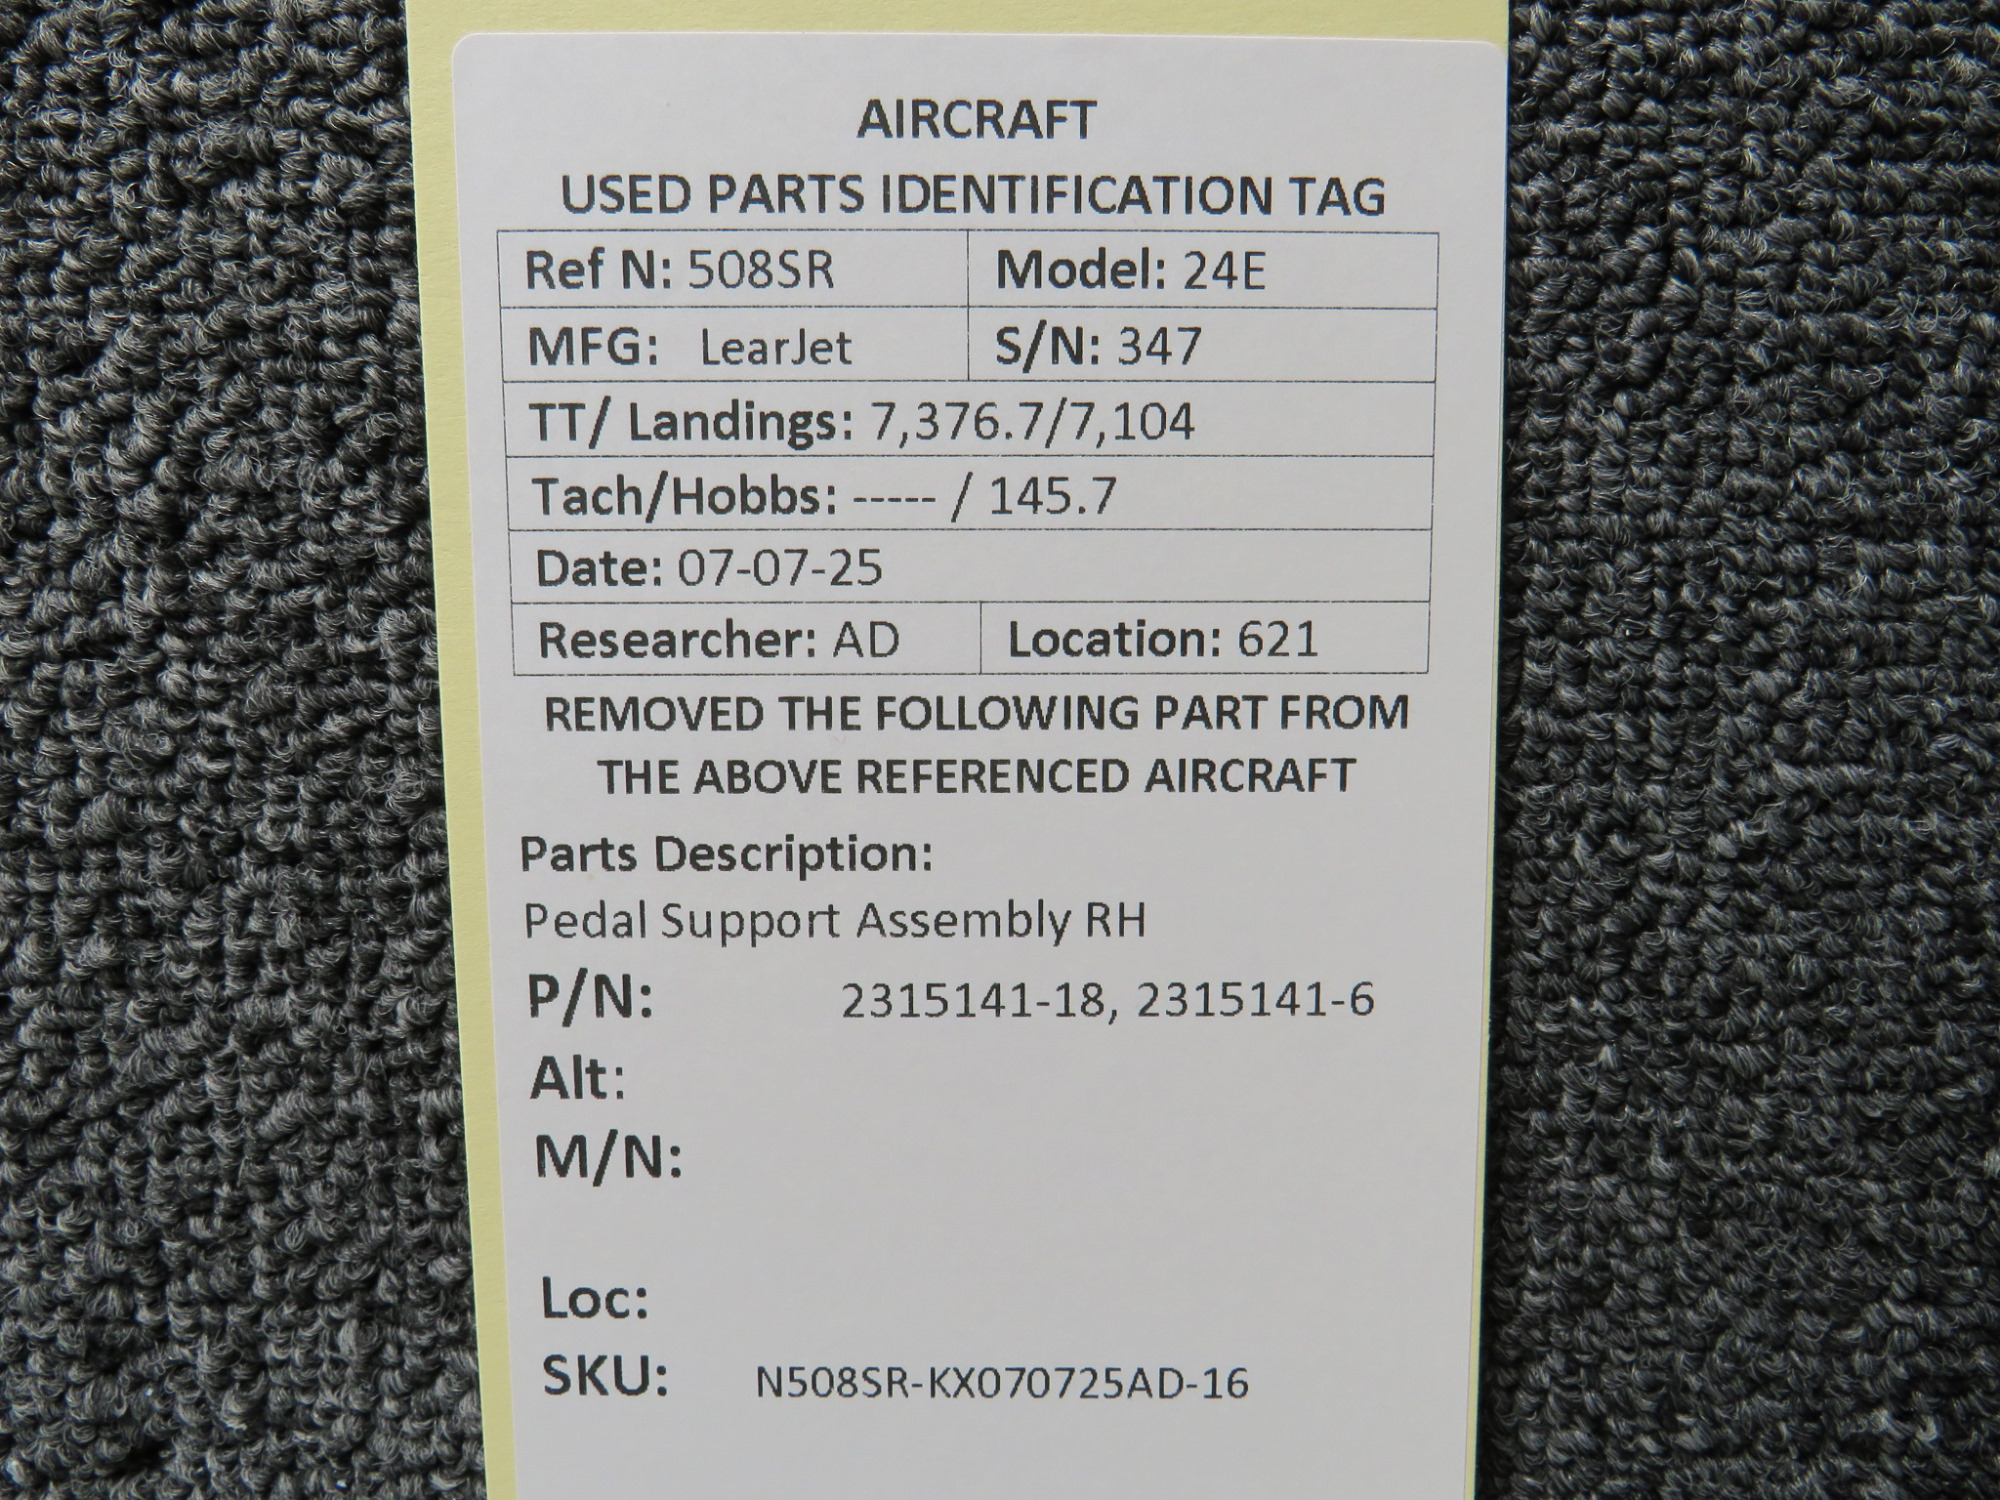 AIRCRAFT
USED PARTS IDENTIFICATION TAG
Ref N: 508SR Model: 24E
MFG: LearJet S/N: 347
TT/ Landings: 7,376.7/7,104
Tach/Hobbs: ----- / 145.7
Date: 07-07-25
Researcher: AD Location: 621
REMOVED THE FOLLOWING PART FROM
THE ABOVE REFERENCED AIRCRAFT
Parts Description:
Pedal Support Assembly RH
P/N: 2315141-18, 2315141-6
Alt:
M/N:
Loc:
SKU: N508SR-KX070725AD-16